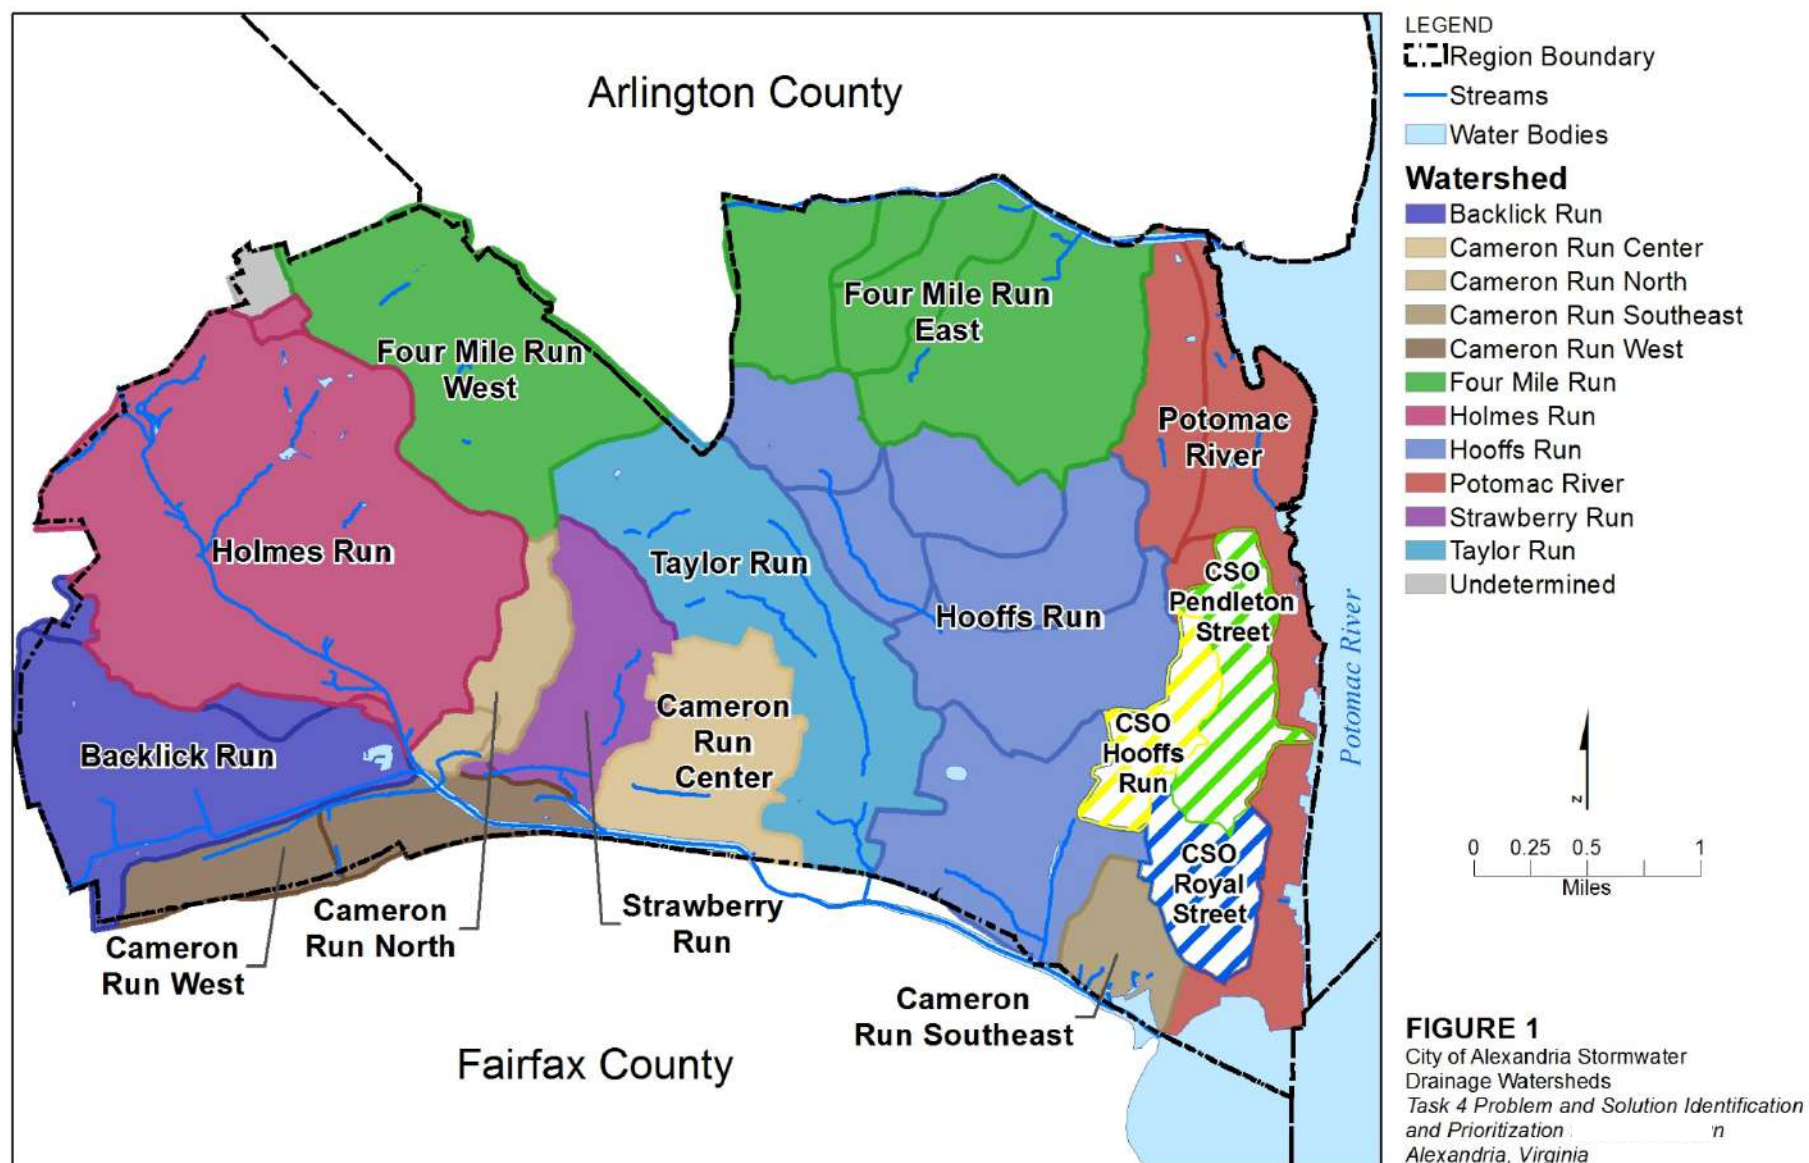 Arlington County
Four Mile Run
East
Four Mile Run
West
Potomac
River
Holmes Run
Taylor Run
CSO
Pendleton
Street
Hooffs Run
Potomac River
Cameron
Run
Center
CSO
Hooffs
Run
Backlick Run
CSO
Royal
Street
Cameron
Run West
Cameron
Run North
Strawberry
Run
Cameron
Run Southeast
Fairfax County
LEGEND
Region Boundary
Streams
Water Bodies
Watershed
Backlick Run
Cameron Run Center
Cameron Run North
Cameron Run Southeast
Cameron Run West
Four Mile Run
Holmes Run
Hooffs Run
Potomac River
Strawberry Run
Taylor Run
Undetermined
N
0 0.25 0.5 1
Miles
FIGURE 1
City of Alexandria Stormwater
Drainage Watersheds
Task 4 Problem and Solution Identification
and Prioritization
Alexandria, Virginia